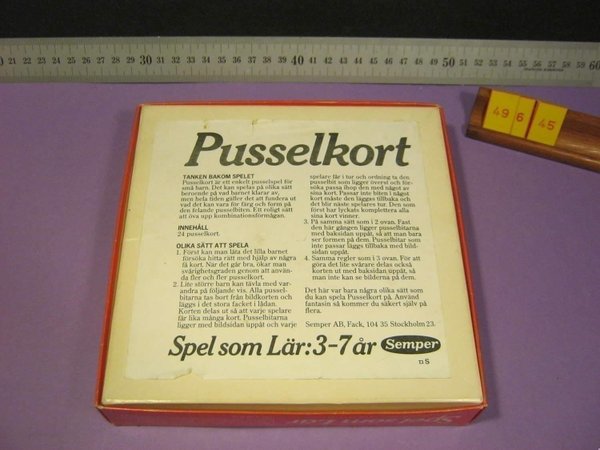 30 40 50 60
49 6 45
Pusselkort
TANKEN BAKOM SPELET
Pusselkort är ett enkelt pusselspel för
små barn. Det kan spelas på olika sätt
beroende på vad barnet klarar av,
men hela tiden gäller det att fundera ut
vad det kan vara för färg och form på
den felande pusselbiten. Ett roligt sätt
att öva upp kombinationsförmågan.
INNEHÅLL
24 pusselkort.
OLIKA SÄTT ATT SPELA
1. Först kan man låta det lilla barnet
försöka hitta rätt med hjälp av några
få kort. När det går bra, ökar man
svårighetsgraden genom att använ-
da fler och fler pusselkort.
2. Lite större barn kan tävla med var-
andra på följande vis. Alla pussel-
bitarna tas bort från bildkorten och
läggs i det stora facket i lådan.
Korten delas ut så att varje spelare
får lika många kort. Pusselbitarna
ligger med bildsidan uppåt och varje
spelare får i tur och ordning ta den
pusselbit som ligger överst och för-
söka passa ihop den med något av
sina kort. Passar inte biten i något
kort måste den läggas tillbaka och
det blir näste spelares tur. Den som
först har lyckats komplettera alla
sina kort vinner.
3. På samma sätt som i 2 ovan. Fast
den här gången ligger pusselbitarna
med baksidan uppåt, så att man bara
ser formen på dem. Pusselbitar som
inte passar läggs tillbaka med bild-
sidan uppåt.
4. Samma regler som i 3 ovan. För att
göra det lite svårare delas också
korten ut med baksidan uppåt, så
man inte kan se bilderna på dem.
Det här var bara några olika sätt som
du kan spela Pusselkort på. Använd
fantasin så kommer du säkert själv på
flera.
Semper AB, Fack, 104 35 Stockholm 23.
Spel som Lär: 3-7 år Semper
11 S
Spel som Lär